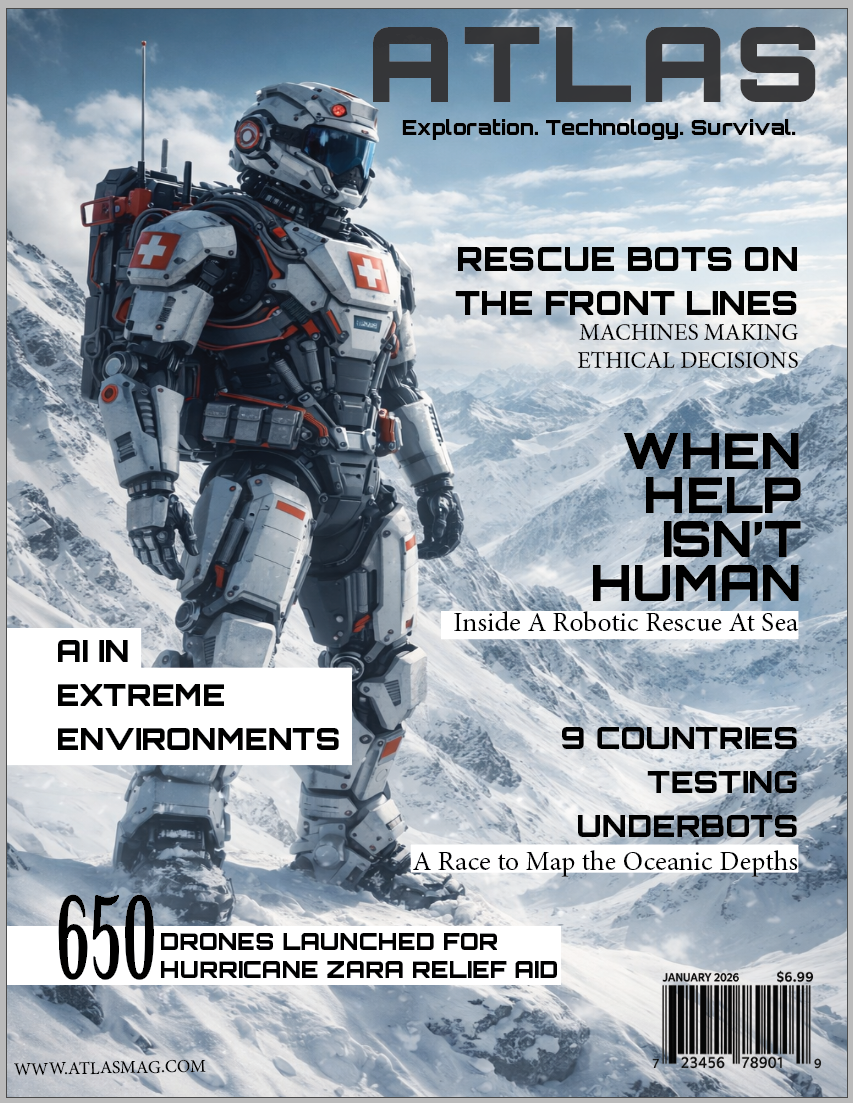 ATLAS
Exploration. Technology. Survival.
RESCUE BOTS ON
THE FRONT LINES
MACHINES MAKING
ETHICAL DECISIONS
WHEN
HELP
ISN'T
HUMAN
Inside A Robotic Rescue At Sea
AI IN
EXTREME
ENVIRONMENTS
9 COUNTRIES
TESTING
UNDERBOTS
A Race to Map the Oceanic Depths
650
DRONES LAUNCHED FOR
HURRICANE ZARA RELIEF AID
JANUARY 2026 $6.99
7 23456 78901 9
WWW.ATLASMAG.COM